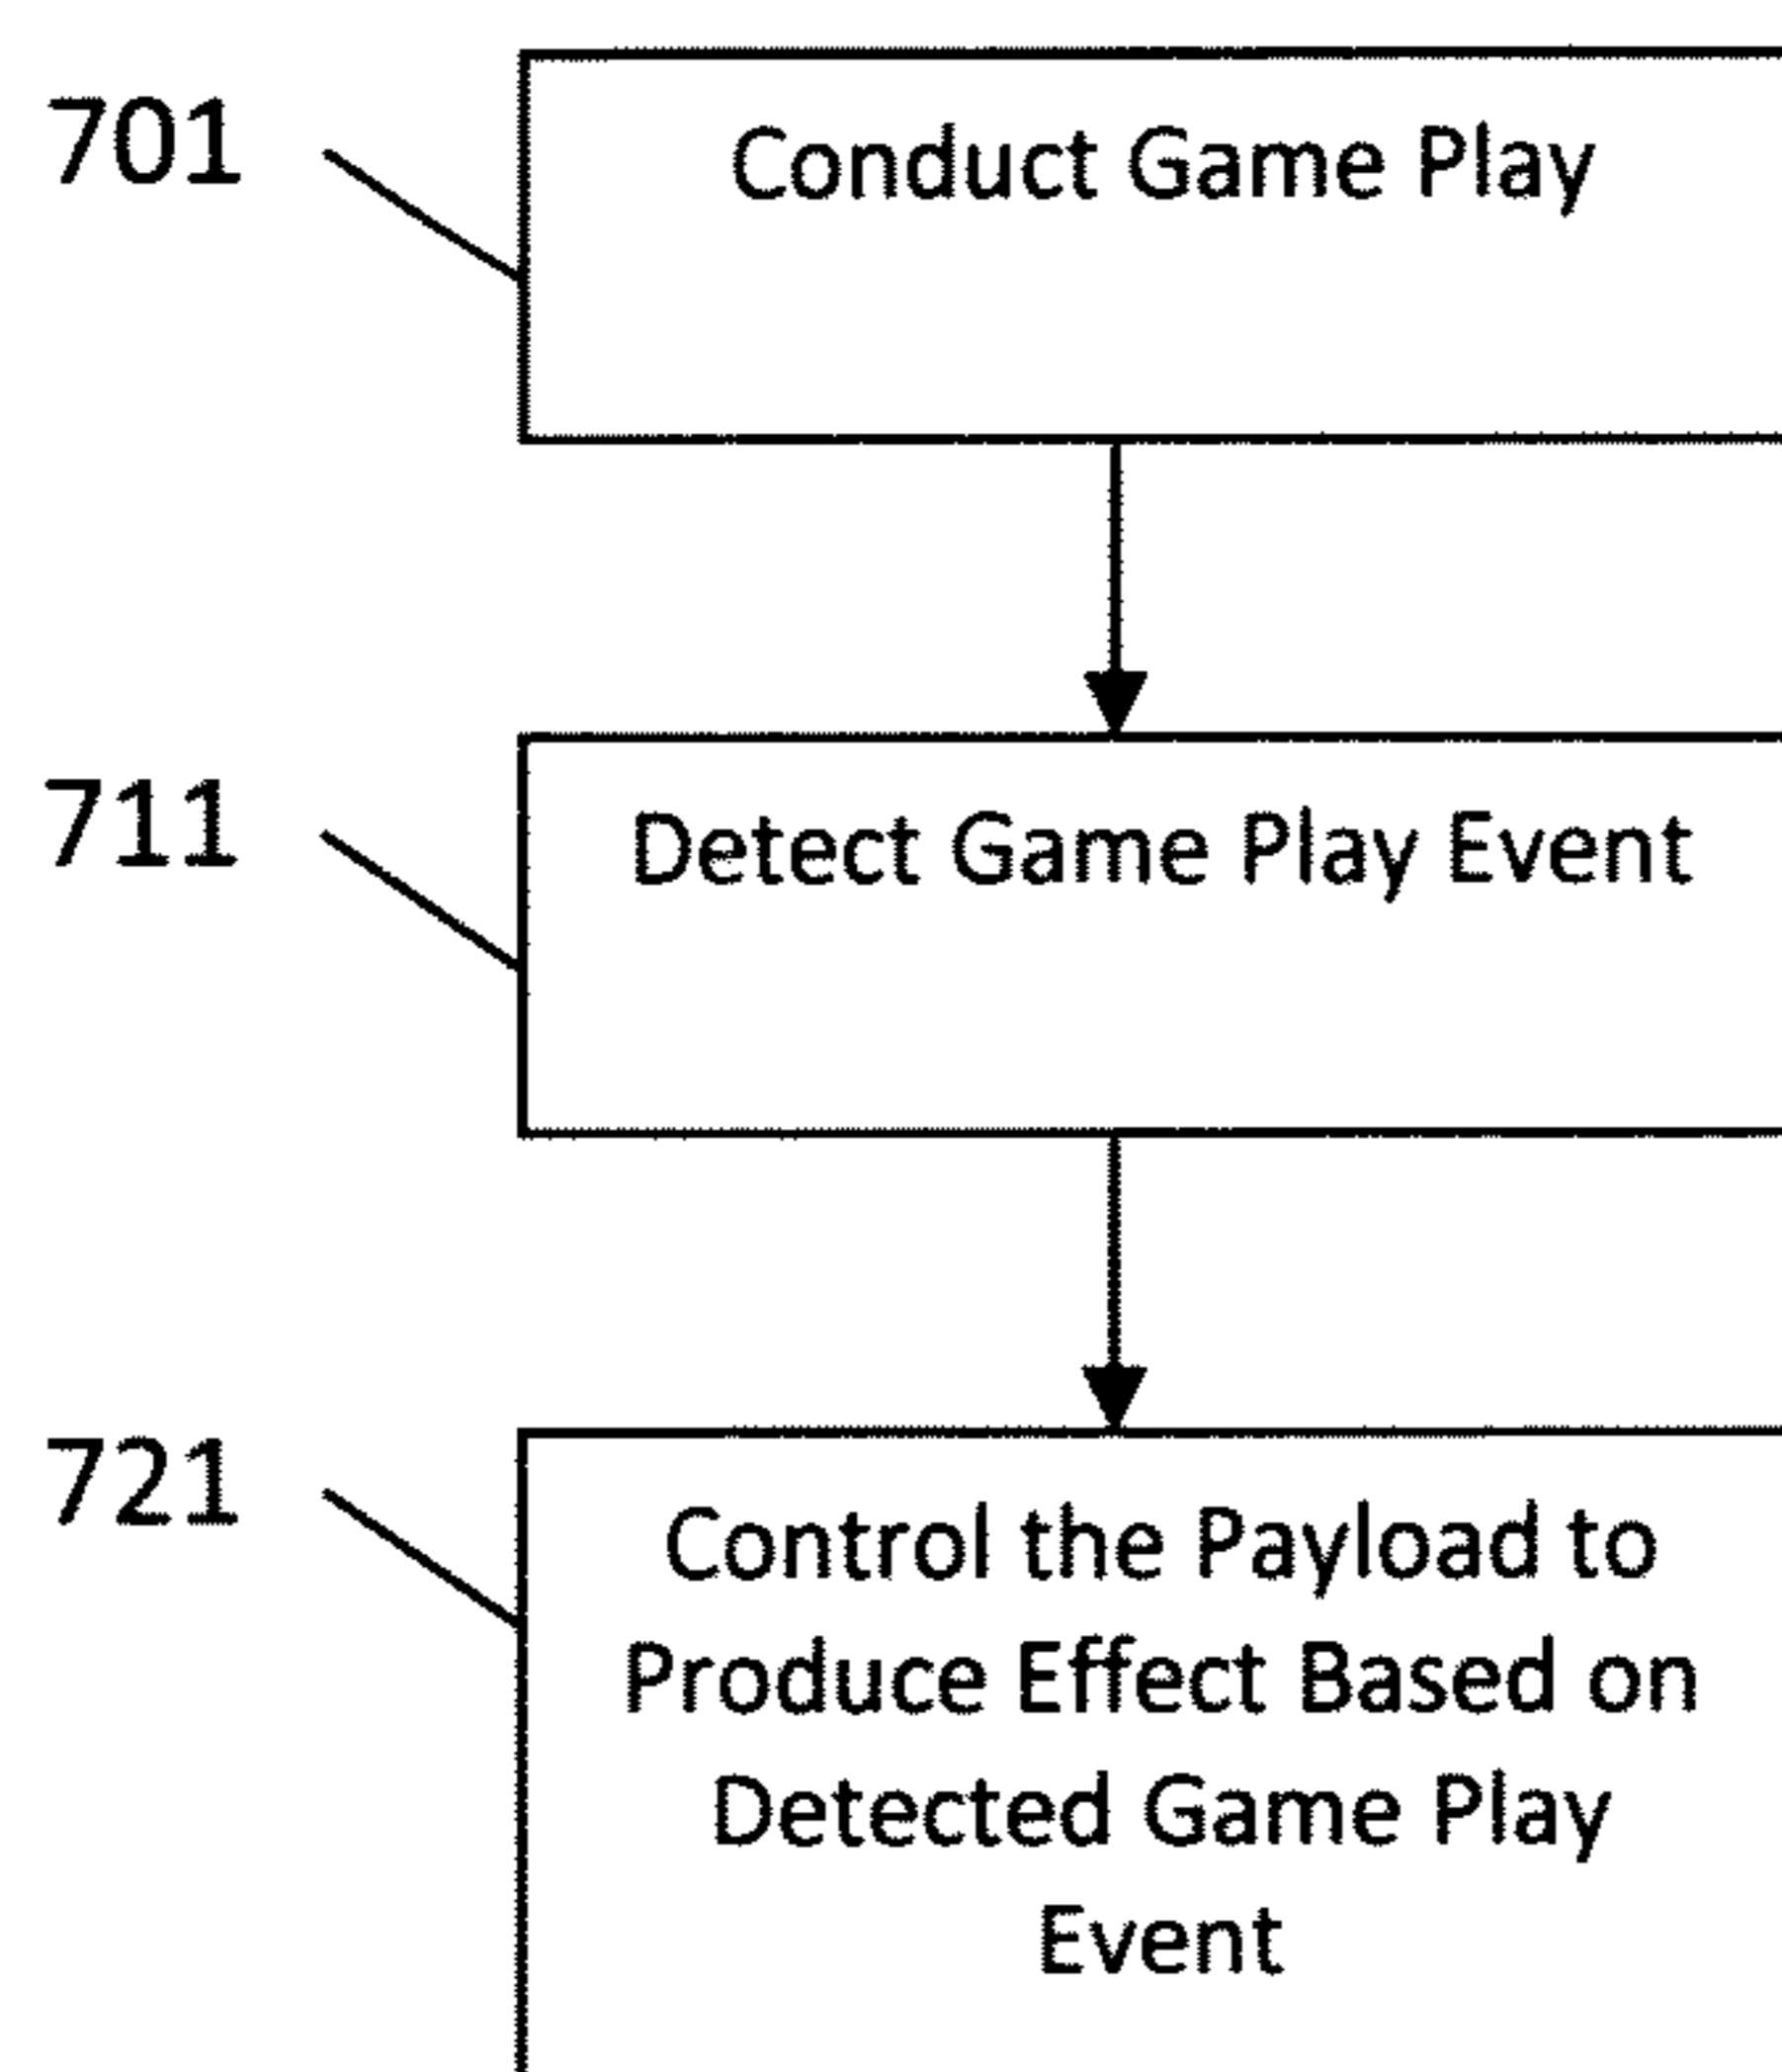 701
Conduct Game Play
711
Detect Game Play Event
721
Control the Payload to
Produce Effect Based on
Detected Game Play
Event